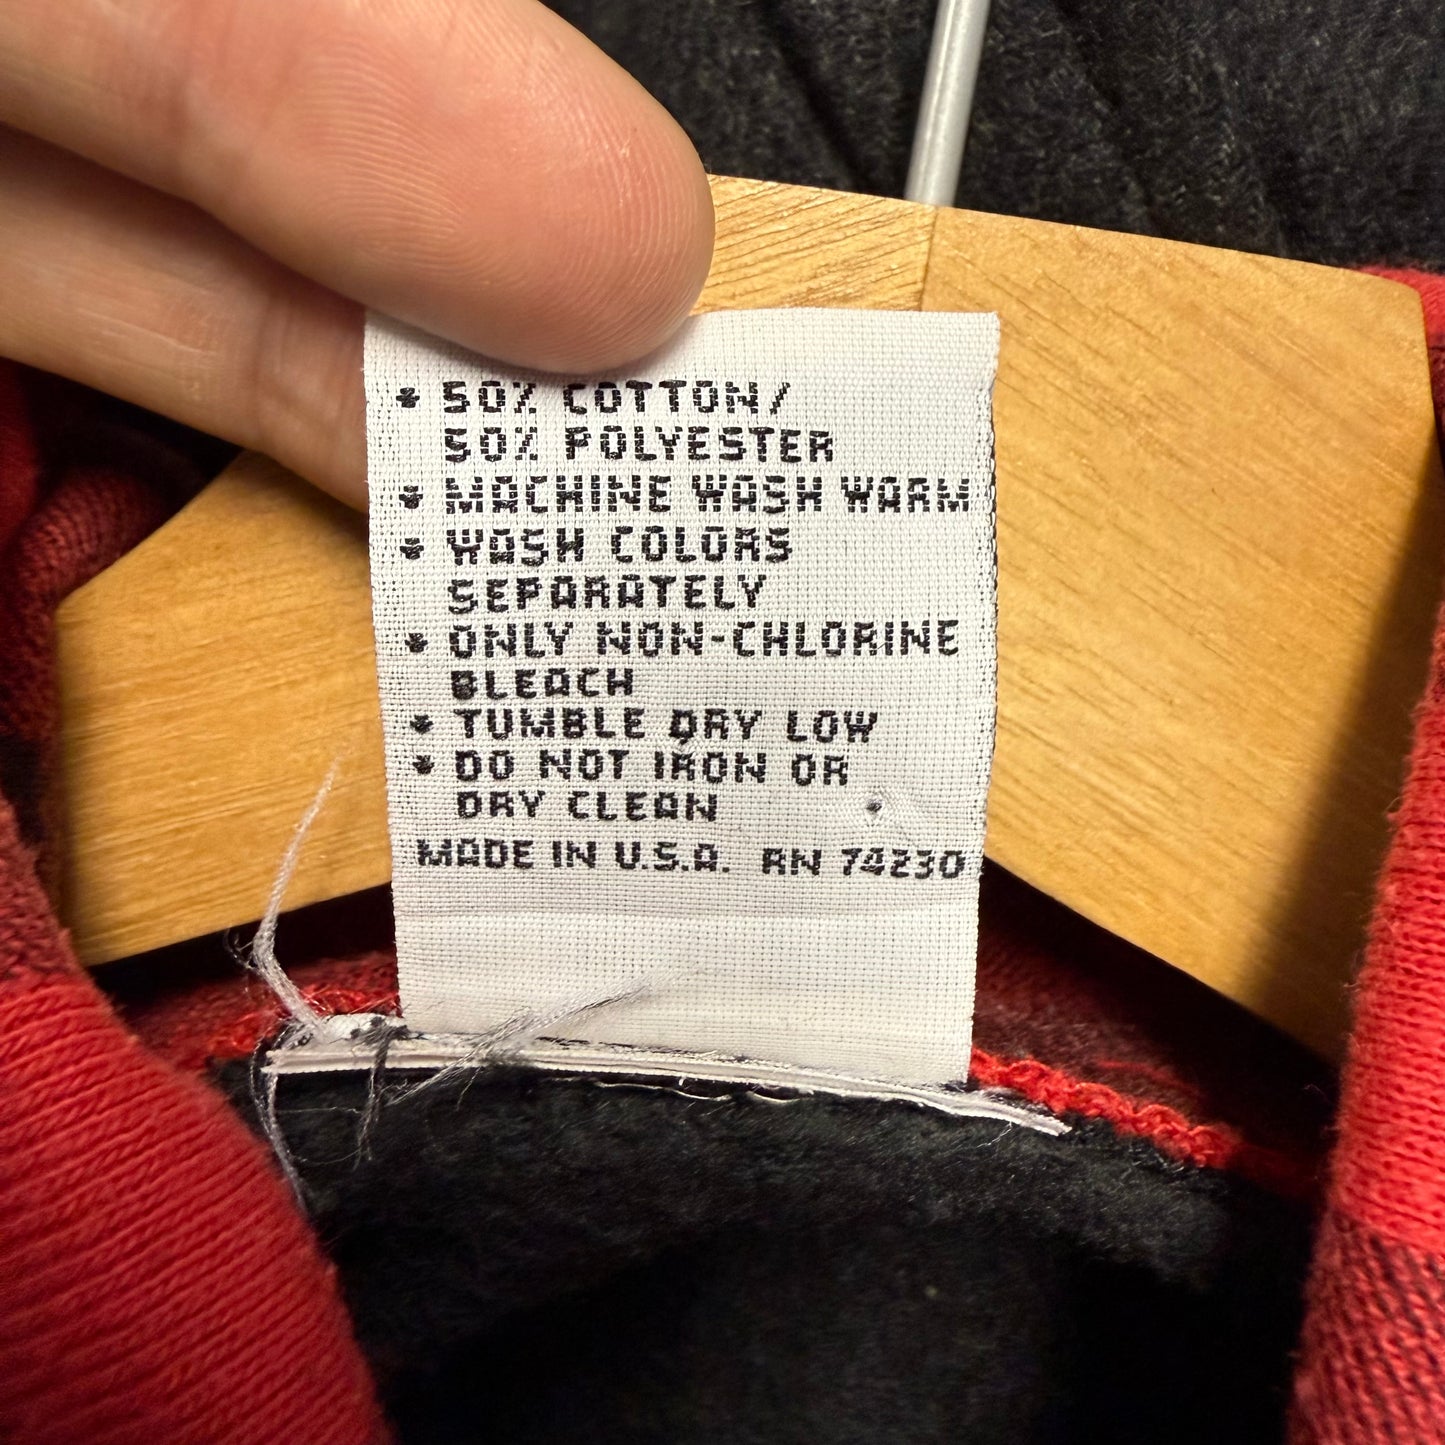 50% COTTON/
50% POLYESTER
MACHINE WASH WARM
WASH COLORS
SEPARATELY
ONLY NON-CHLORINE
BLEACH
TUMBLE DRY LOW
DO NOT IRON OR
DRY CLEAN
MADE IN U.S.A. RN 74230